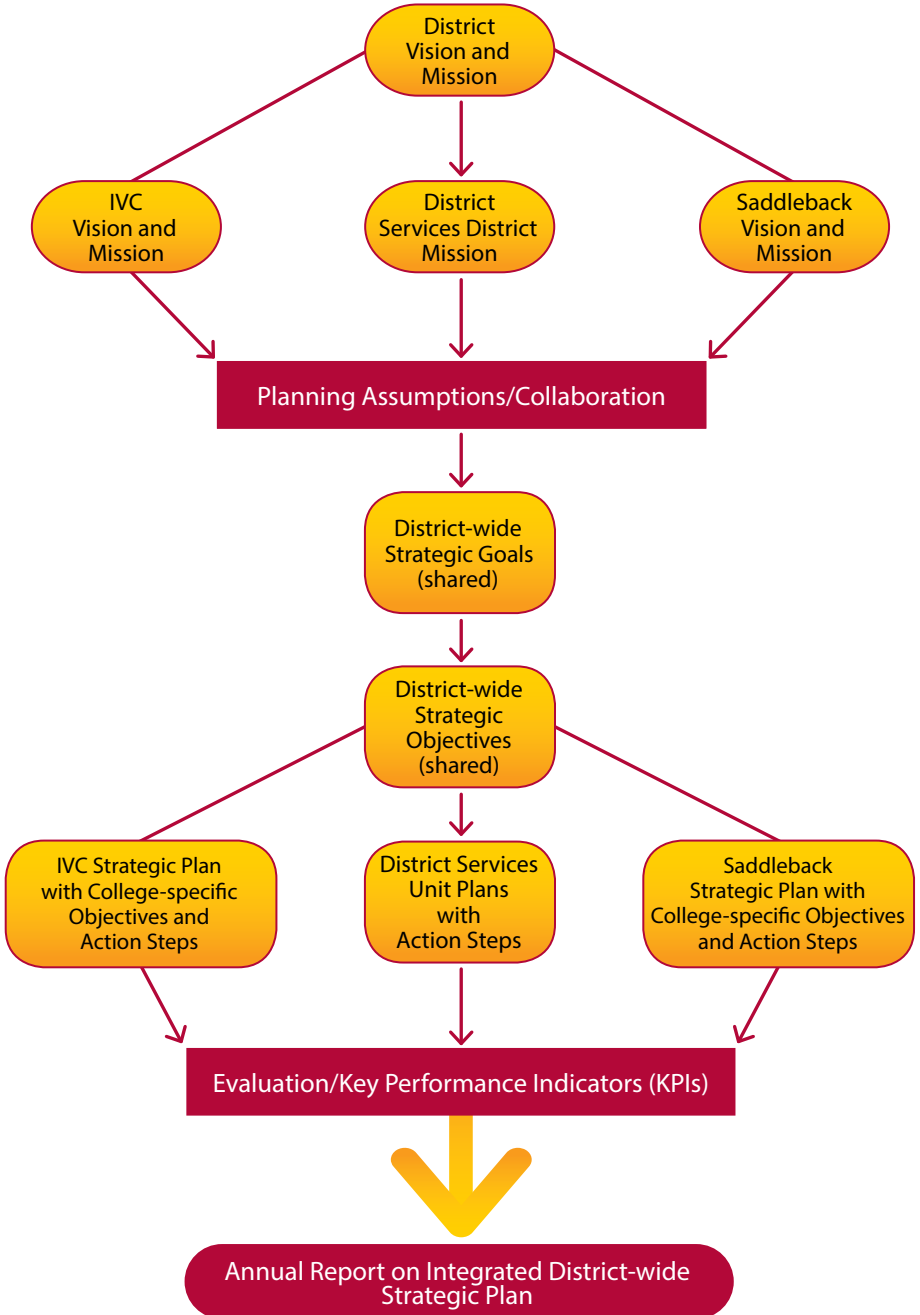 District
Vision and
Mission
IVC
Vision and
Mission
District
Services District
Mission
Saddleback
Vision and
Mission
Planning Assumptions/Collaboration
District-wide
Strategic Goals
(shared)
District-wide
Strategic
Objectives
(shared)
IVC Strategic Plan
with College-specific
Objectives and
Action Steps
District Services
Unit Plans
with
Action Steps
Saddleback
Strategic Plan with
College-specific Objectives
and Action Steps
Evaluation/Key Performance Indicators (KPIs)
Annual Report on Integrated District-wide
Strategic Plan